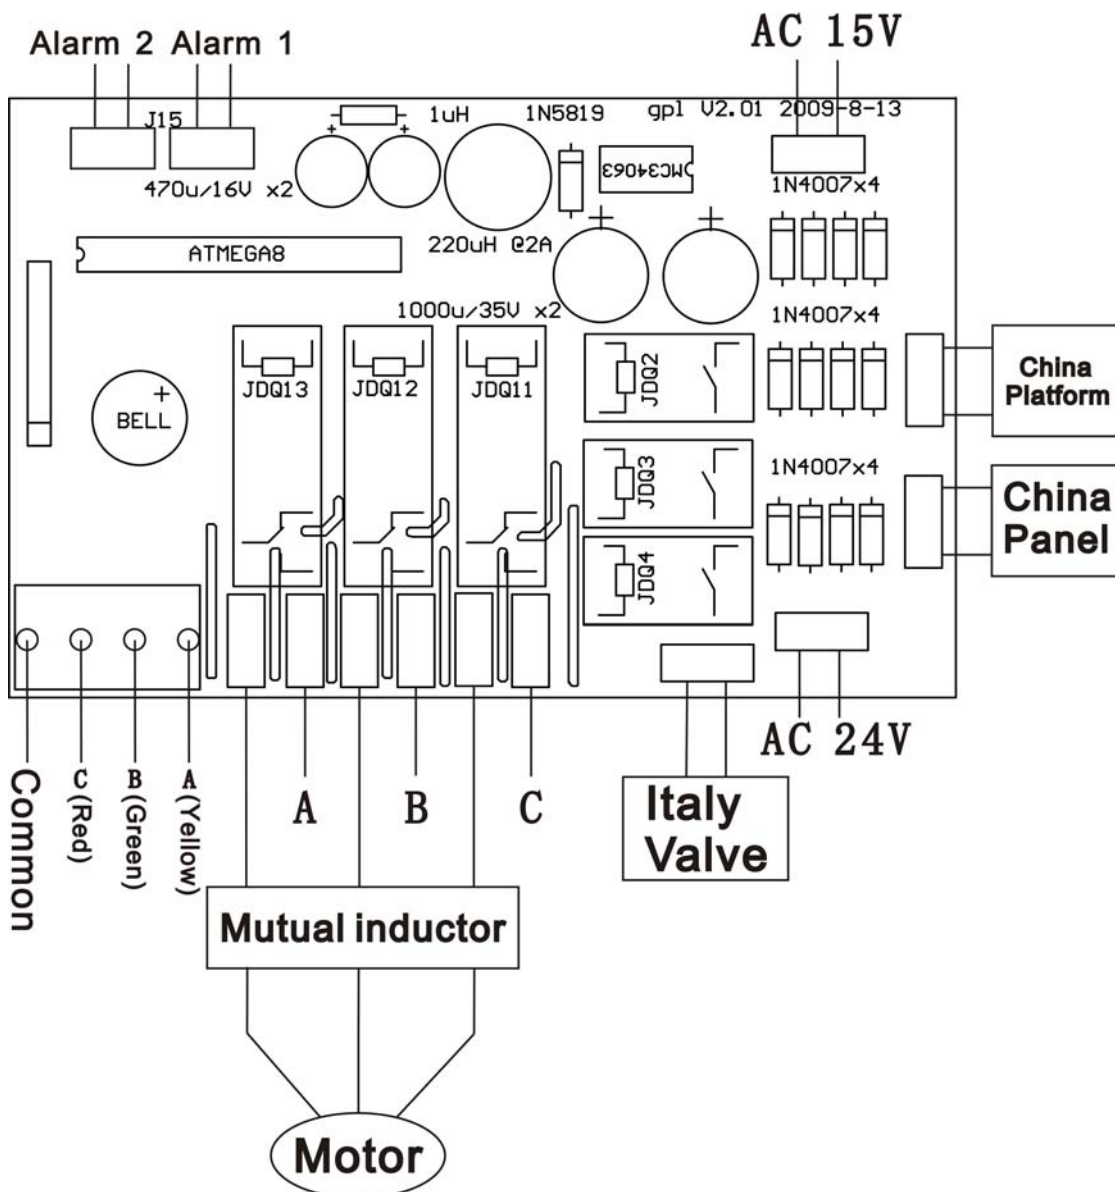 Alarm 2 Alarm 1
AC 15V
J15
1uH
1N5819
gpl V2.01 2009-8-13
470u/16V x2
MC34063
1N4007x4
ATMEGA8
220uH @2A
1000u/35V x2
1N4007x4
JDQ13
JDQ12
JDQ11
JDQ2
China
Platform
BELL
JDQ3
1N4007x4
China
Panel
JDQ4
Common
C (Red)
B (Green)
A (Yellow)
A
B
C
AC 24V
Italy
Valve
Mutual inductor
Motor